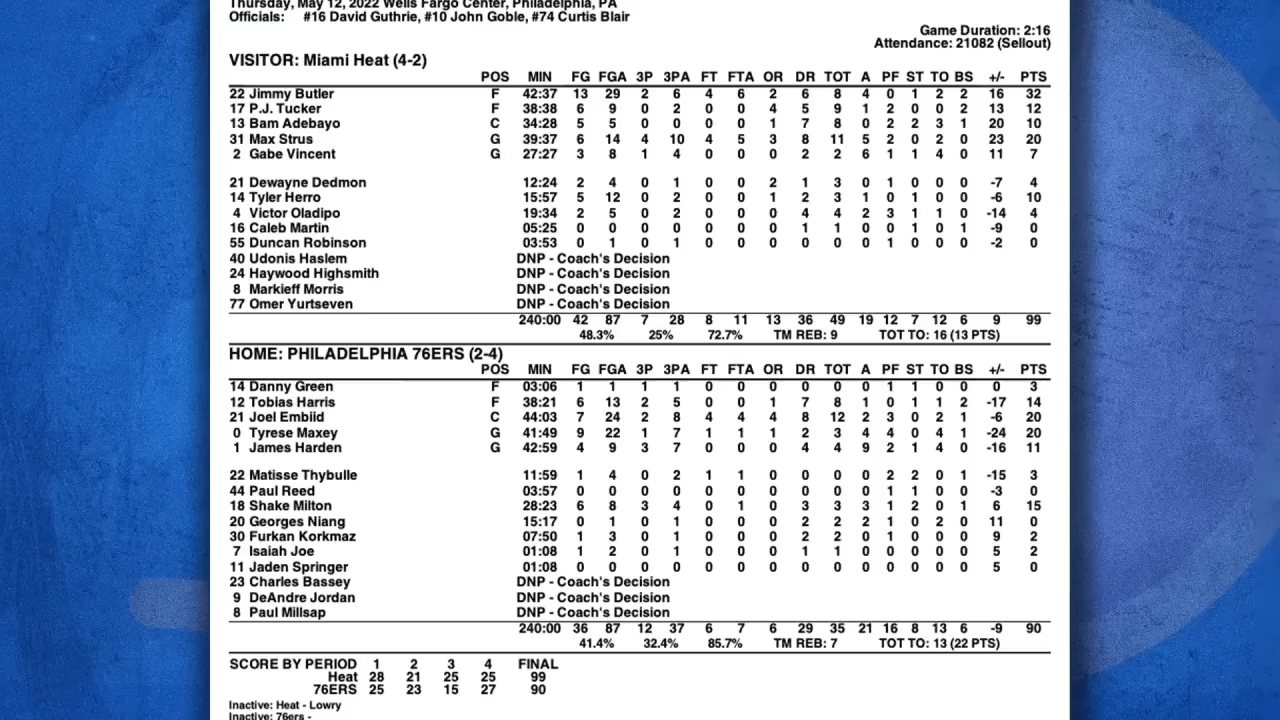 Thursday, May 12, 2022 Wells Fargo Center, Philadelphia, PA
Officials: #16 David Guthrie, #10 John Goble, #74 Curtis Blair
Game Duration: 2:16
Attendance: 21082 (Sellout)
VISITOR: Miami Heat (4-2)
POS MIN FG FGA 3P 3PA FT FTA OR DR TOT A PF ST TO BS +/- PTS
22 Jimmy Butler F 42:37 13 29 2 6 4 6 2 6 8 4 0 1 2 2 16 32
17 P.J. Tucker F 38:38 6 9 0 0 0 0 4 5 9 1 2 0 0 2 13 12
13 Bam Adebayo C 34:28 5 5 0 0 0 0 1 7 8 0 2 2 3 1 20 10
31 Max Strus G 39:37 6 14 4 10 4 5 3 8 11 5 2 0 2 0 23 20
2 Gabe Vincent G 27:27 3 8 1 4 0 0 0 2 2 6 1 1 4 0 11 7
21 Dewayne Dedmon 12:24 2 4 0 1 0 0 2 1 3 0 1 0 0 0 -7 4
14 Tyler Herro 15:57 5 12 0 2 0 0 1 2 3 1 0 1 0 0 -6 10
4 Victor Oladipo 19:34 2 5 0 2 0 0 0 4 4 2 3 1 1 0 -14 4
16 Caleb Martin 05:25 0 0 0 0 0 0 0 1 1 0 0 1 0 1 -9 0
55 Duncan Robinson 03:53 0 1 0 1 0 0 0 0 0 0 1 0 0 0 -2 0
40 Udonis Haslem DNP - Coach's Decision
24 Haywood Highsmith DNP - Coach's Decision
8 Markieff Morris DNP - Coach's Decision
77 Omer Yurtseven DNP - Coach's Decision
240:00 42 87 7 28 8 11 13 36 49 19 12 7 12 6 9 99
48.3% 25% 72.7% TM REB: 9 TOT TO: 16 (13 PTS)
HOME: PHILADELPHIA 76ERS (2-4)
POS MIN FG FGA 3P 3PA FT FTA OR DR TOT A PF ST TO BS +/- PTS
14 Danny Green F 03:06 1 1 1 1 0 0 0 0 0 0 1 1 0 0 0 3
12 Tobias Harris F 38:21 6 13 2 5 0 0 1 7 8 1 0 1 1 2 -17 14
21 Joel Embiid C 44:03 7 24 2 8 4 4 4 8 12 2 3 0 2 1 -6 20
0 Tyrese Maxey G 41:49 9 22 1 7 1 1 1 2 3 4 4 0 4 1 -24 20
1 James Harden G 42:59 4 9 3 7 0 0 0 4 4 9 2 1 4 0 -16 11
22 Matisse Thybulle 11:59 1 4 0 2 1 1 0 0 0 0 2 2 0 1 -15 3
44 Paul Reed 03:57 0 0 0 0 0 0 0 0 0 0 1 1 0 0 -3 0
18 Shake Milton 28:23 6 8 3 4 0 1 0 3 3 3 1 2 0 1 6 15
20 Georges Niang 15:17 0 1 0 1 0 0 0 2 2 2 1 0 2 0 11 0
30 Furkan Korkmaz 07:50 1 3 0 1 0 0 0 2 2 0 1 0 0 0 9 2
7 Isaiah Joe 01:08 1 2 0 1 0 0 0 1 1 0 0 0 0 0 5 2
11 Jaden Springer 01:08 0 0 0 0 0 0 0 0 0 0 0 0 0 0 5 0
23 Charles Bassey DNP - Coach's Decision
9 DeAndre Jordan DNP - Coach's Decision
8 Paul Millsap DNP - Coach's Decision
240:00 36 87 12 37 6 7 6 29 35 21 16 8 13 6 -9 90
41.4% 32.4% 85.7% TM REB: 7 TOT TO: 13 (22 PTS)
SCORE BY PERIOD 1 2 3 4 FINAL
Heat 28 21 25 25 99
76ERS 25 23 15 27 90
Inactive: Heat - Lowry
Inactive: 76ers -